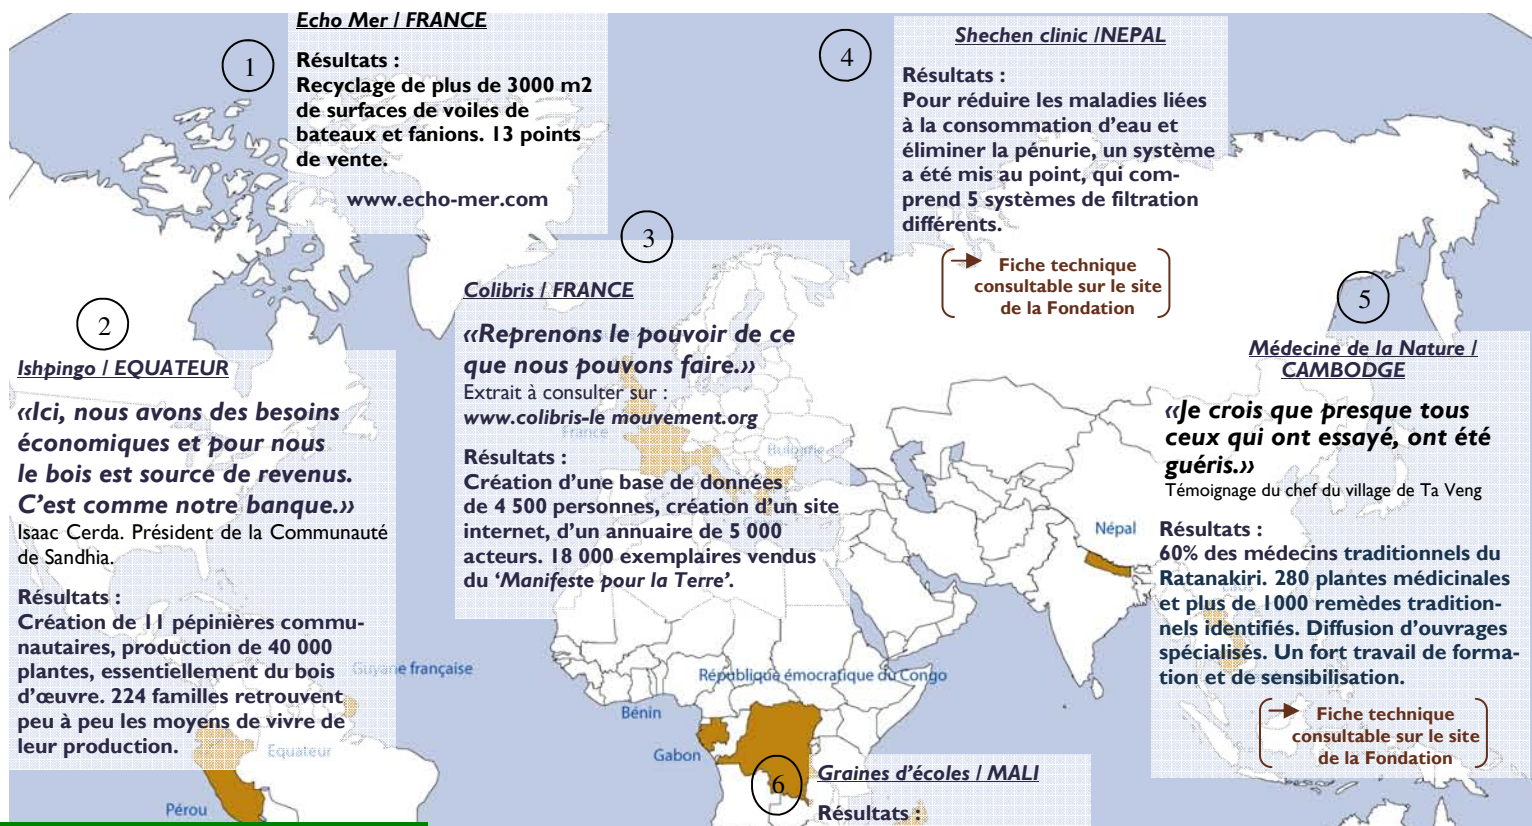 1
Echo Mer / FRANCE
Résultats :
Recyclage de plus de 3000 m2
de surfaces de voiles de
bateaux et fanions. 13 points
de vente.
www.echo-mer.com
2
Ishpingo / EQUATEUR
«Ici, nous avons des besoins
économiques et pour nous
le bois est source de revenus.
C’est comme notre banque.»
Isaac Cerda. Président de la Communauté
de Sandhia.
Résultats :
Création de 11 pépinières commu-
nautaires, production de 40 000
plantes, essentiellement du bois
d’œuvre. 224 familles retrouvent
peu à peu les moyens de vivre de
leur production.
3
Colibris / FRANCE
«Reprenons le pouvoir de ce
que nous pouvons faire.»
Extrait à consulter sur :
www.colibris-le mouvement.org
Résultats :
Création d’une base de données
de 4 500 personnes, création d’un site
internet, d’un annuaire de 5 000
acteurs. 18 000 exemplaires vendus
du ‘Manifeste pour la Terre’.
4
Shechen clinic /NEPAL
Résultats :
Pour réduire les maladies liées
à la consommation d’eau et
éliminer la pénurie, un système
a été mis au point, qui com-
prend 5 systèmes de filtration
différents.
Fiche technique
consultable sur le site
de la Fondation
5
Médecine de la Nature /
CAMBODGE
«Je crois que presque tous
ceux qui ont essayé, ont été
guéris.»
Témoignage du chef du village de Ta Veng
Résultats :
60% des médecins traditionnels du
Ratanakiri. 280 plantes médicinales
et plus de 1000 remèdes tradition-
nels identifiés. Diffusion d’ouvrages
spécialisés. Un fort travail de forma-
tion et de sensibilisation.
Fiche technique
consultable sur le site
de la Fondation
6
Graines d’écoles / MALI
Résultats :
France
Bulgarie
Népal
Guyane française
République émocratique du Congo
Bénin
Gabon
Equateur
Pérou